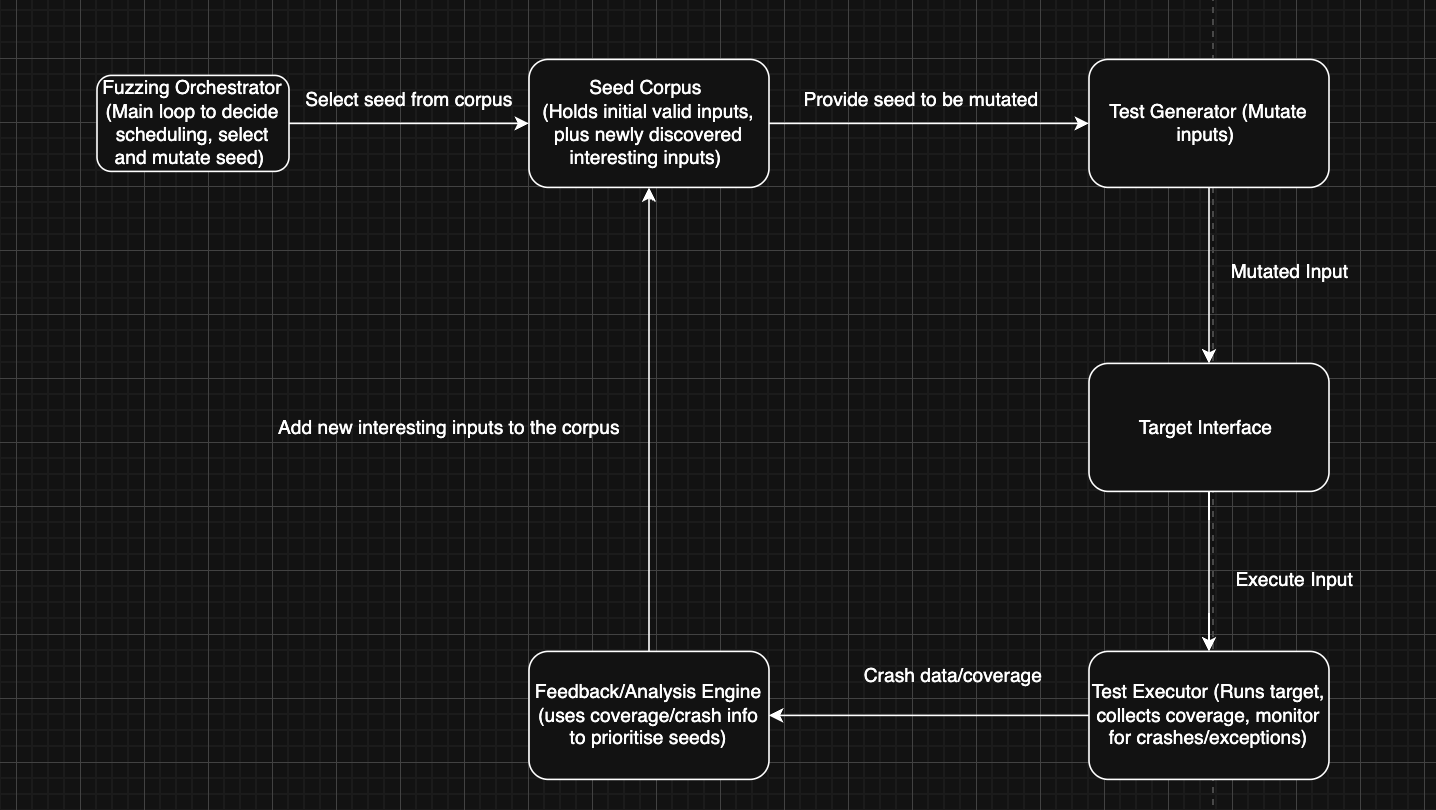 Fuzzing Orchestrator
(Main loop to decide
scheduling, select
and mutate seed)
Select seed from corpus
Seed Corpus
(Holds initial valid inputs,
plus newly discovered
interesting inputs)
Provide seed to be mutated
Test Generator (Mutate
inputs)
Mutated Input
Target Interface
Add new interesting inputs to the corpus
Execute Input
Feedback/Analysis Engine
(uses coverage/crash info
to prioritise seeds)
Crash data/coverage
Test Executor (Runs target,
collects coverage, monitor
for crashes/exceptions)